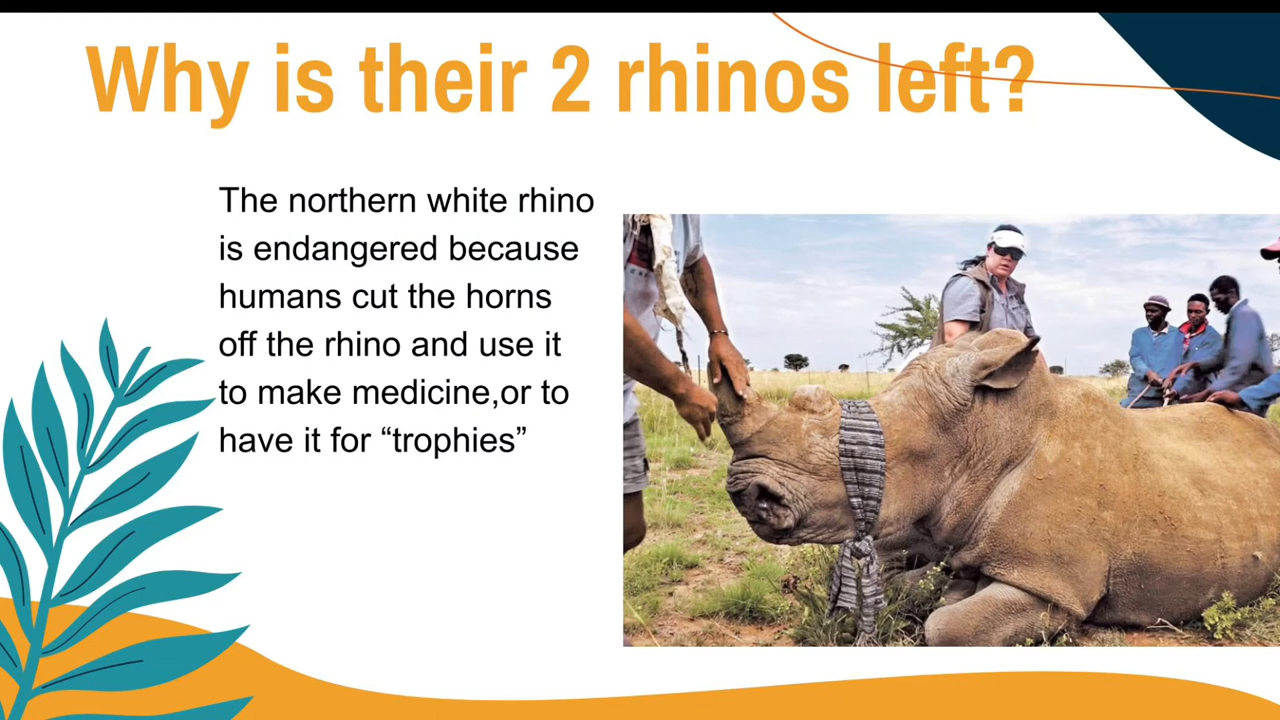 Why is their 2 rhinos left?
The northern white rhino
is endangered because
humans cut the horns
off the rhino and use it
to make medicine,or to
have it for “trophies”